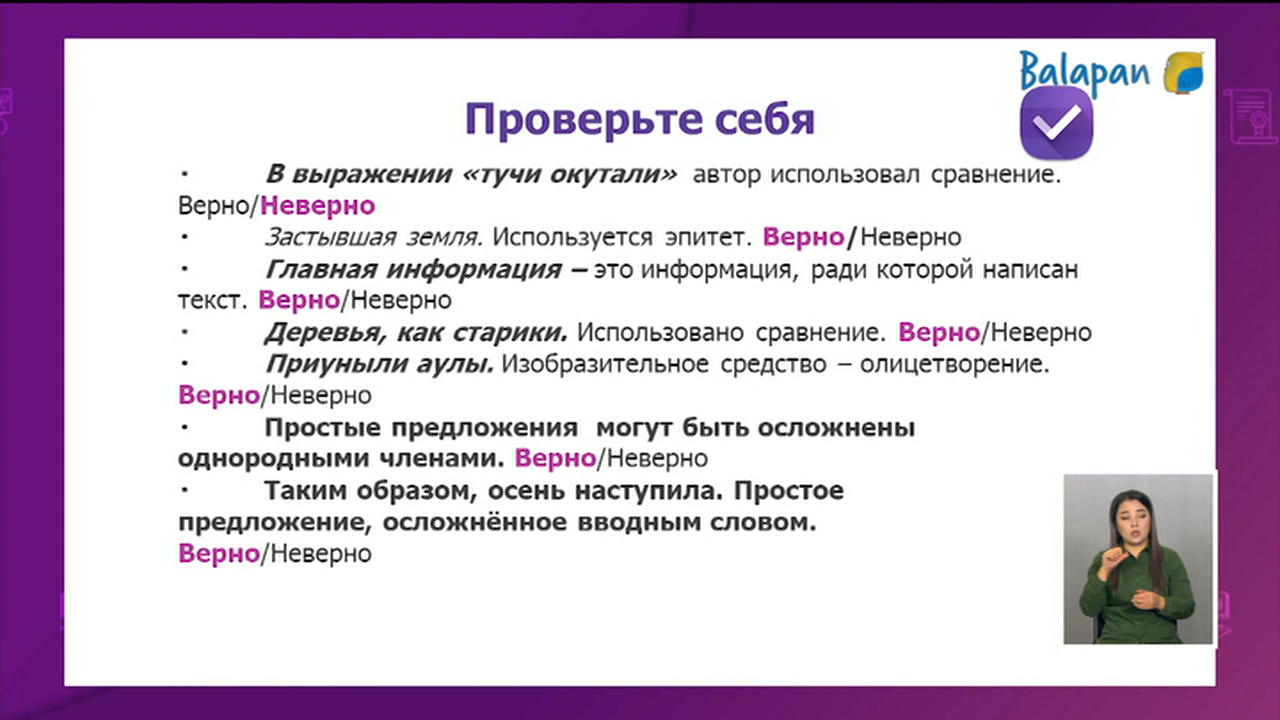 Balapan
Проверьте себя
· В выражении «тучи окутали» автор использовал сравнение.
Верно/Неверно
· Застывшая земля. Используется эпитет. Верно/Неверно
· Главная информация – это информация, ради которой написан
текст. Верно/Неверно
· Деревья, как старики. Использовано сравнение. Верно/Неверно
· Приуныли аулы. Изобразительное средство – олицетворение.
Верно/Неверно
· Простые предложения могут быть осложнены
однородными членами. Верно/Неверно
· Таким образом, осень наступила. Простое
предложение, осложнённое вводным словом.
Верно/Неверно